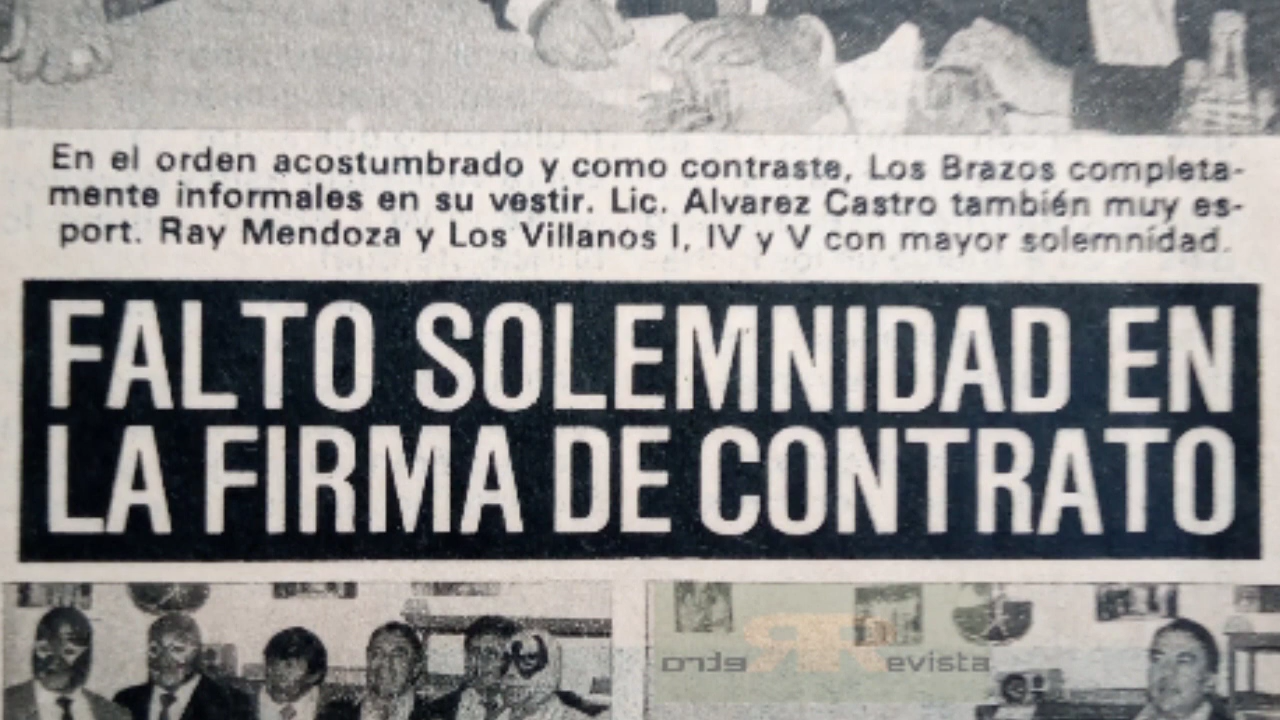 En el orden acostumbrado y como contraste, Los Brazos completa-
mente informales en su vestir. Lic. Alvarez Castro también muy es-
port. Ray Mendoza y Los Villanos I, IV y V con mayor solemnidad.
FALTO SOLEMNIDAD EN
LA FIRMA DE CONTRATO
evista